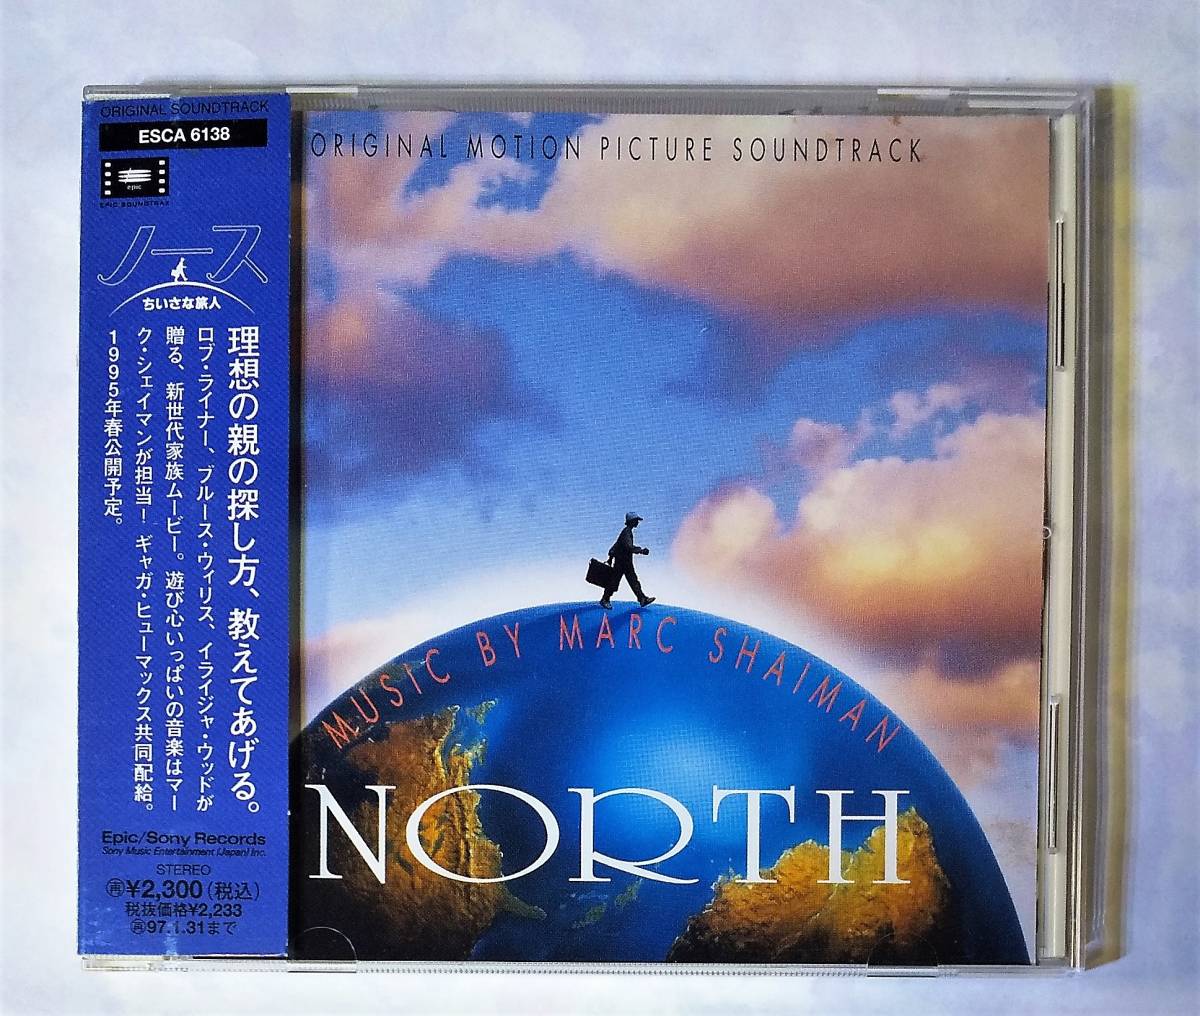 ORIGINAL SOUNDTRACK
ESCA 6138
epic
EPIC SOUNDTRAX
ノース
ちいさな旅人
理想の親の探し方、教えてあげる。
ロブ・ライナー、ブルース・ウィリス、イライジャ・ウッドが
贈る、新世代家族ムービー。遊び心いっぱいの音楽はマー
ク・シェイマンが担当！ギャガ・ヒューマックス共同配給。
1995年春公開予定。
Epic/Sony Records
Sony Music Entertainment (Japan) Inc.
STEREO
再¥2,300(税込)
税抜価格¥2,233
再97.1.31まで
ORIGINAL MOTION PICTURE SOUNDTRACK
MUSIC BY MARC SHAIMAN
NORTH